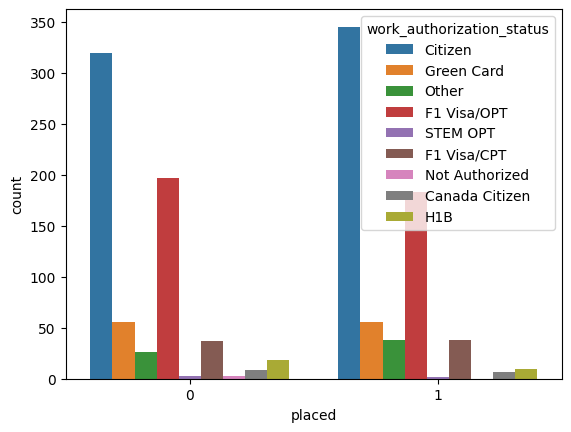 work_authorization_status
Citizen
Green Card
Other
F1 Visa/OPT
STEM OPT
F1 Visa/CPT
Not Authorized
Canada Citizen
H1B
350
300
250
200
150
100
50
0
count
0 1
placed